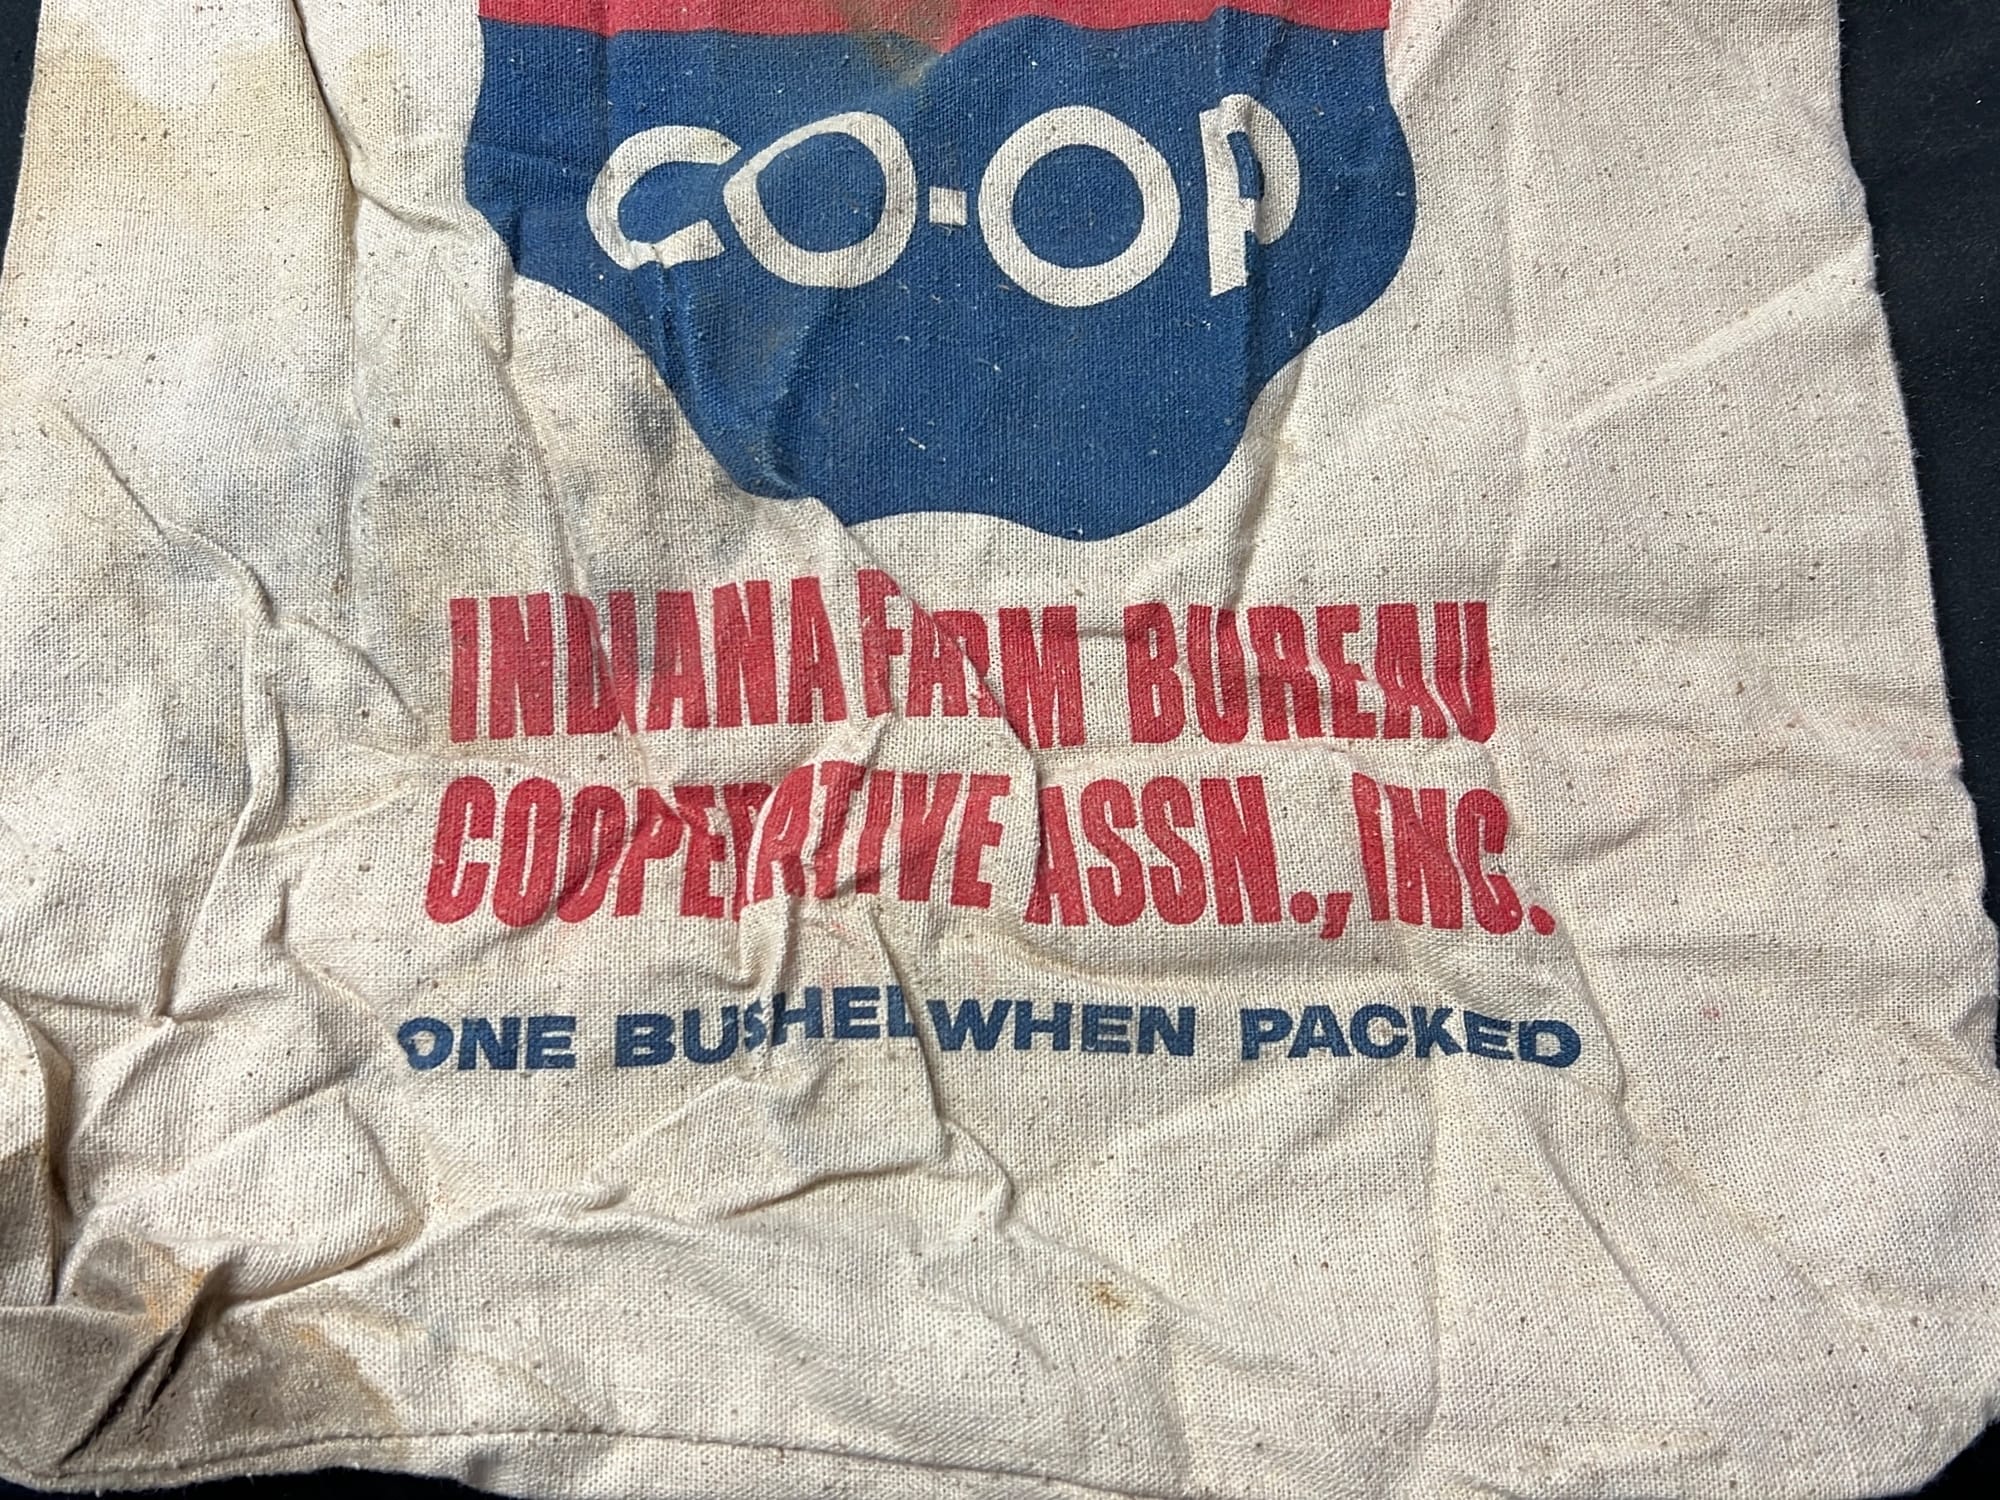 CO-OP
INDIANA FARM BUREAU
COOPERATIVE ASSN., INC.
ONE BUSHEL WHEN PACKED